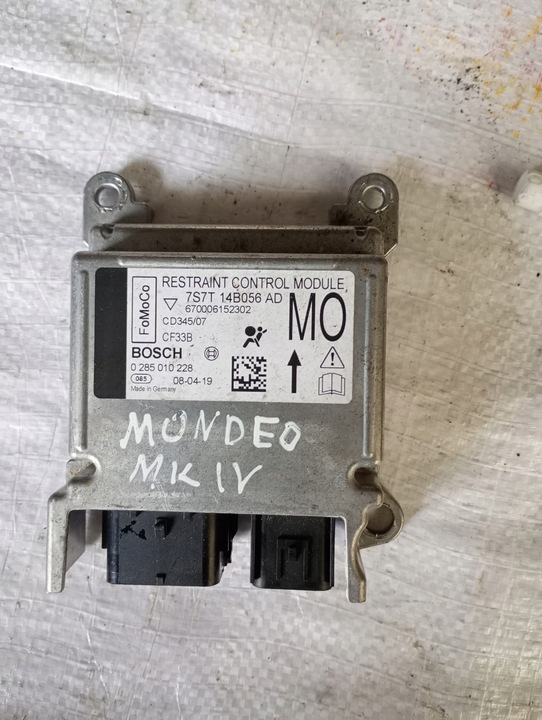 RESTRAINT CONTROL MODULE
FoMoCo
7S7T 14B056 AD
670006152302
CD345/07
CF33B
MO
BOSCH
0 285 010 228
085 08-04-19
Made in Germany
MONDEO
MK IV